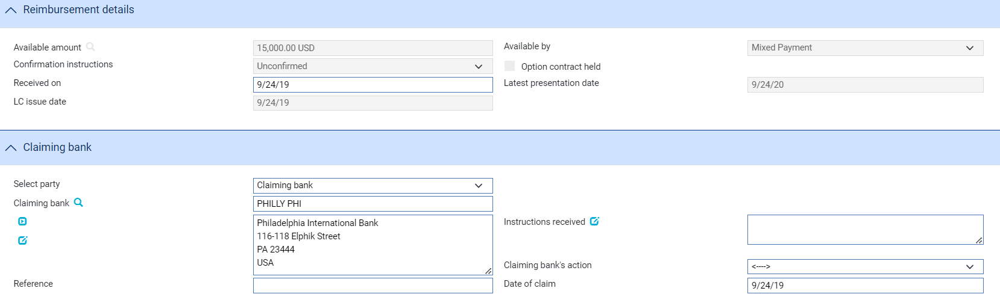 Reimbursement details
Available amount 15,000.00 USD Available by Mixed Payment
Confirmation instructions Unconfirmed Option contract held
Received on 9/24/19 Latest presentation date 9/24/20
LC issue date 9/24/19
Claiming bank
Select party Claiming bank
Claiming bank PHILLY PHI
Philadelphia International Bank Instructions received
116-118 Elphik Street
PA 23444
USA Claiming bank's action <---->
Reference Date of claim 9/24/19